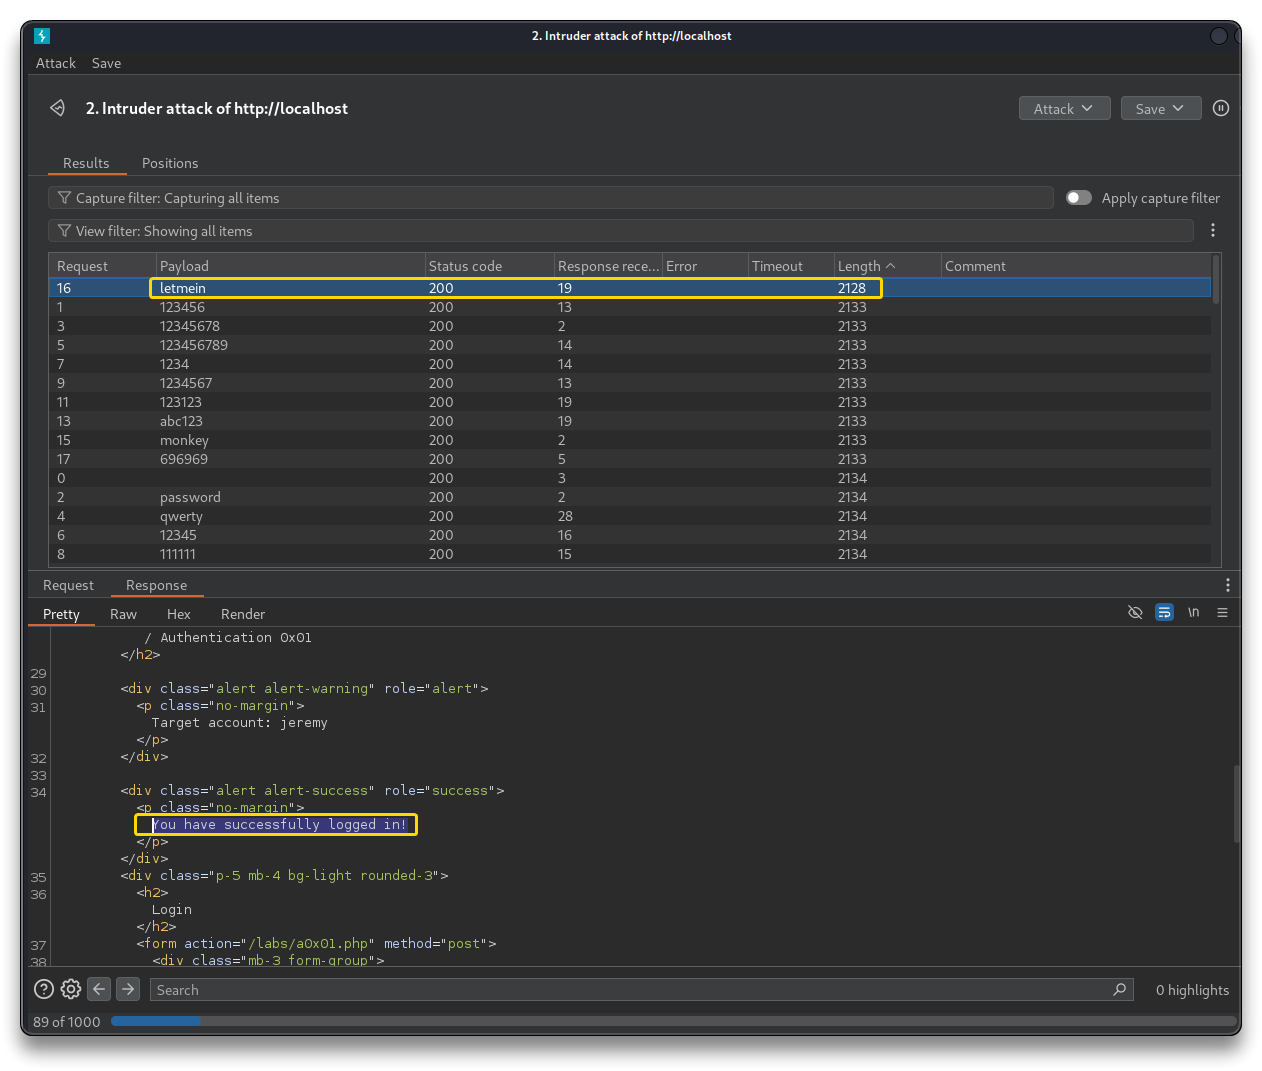 2. Intruder attack of http://localhost
Attack Save
2. Intruder attack of http://localhost
Attack Save
Results Positions
Capture filter: Capturing all items Apply capture filter
View filter: Showing all items
Request Payload Status code Response rece... Error Timeout Length Comment
16 letmein 200 19 2128
1 123456 200 13 2133
3 12345678 200 2 2133
5 123456789 200 14 2133
7 1234 200 14 2133
9 1234567 200 13 2133
11 123123 200 19 2133
13 abc123 200 19 2133
15 monkey 200 2 2133
17 696969 200 5 2133
0 200 3 2134
2 password 200 2 2134
4 qwerty 200 28 2134
6 12345 200 16 2134
8 111111 200 15 2134
Request Response
Pretty Raw Hex Render \n
/ Authentication 0x01
</h2>
29
30 <div class="alert alert-warning" role="alert">
31 <p class="no-margin">
Target account: jeremy
</p>
32 </div>
33
34 <div class="alert alert-success" role="success">
<p class="no-margin">
You have successfully logged in!
</p>
</div>
35 <div class="p-5 mb-4 bg-light rounded-3">
36 <h2>
Login
</h2>
37 <form action="/labs/a0x01.php" method="post">
38 <div class="mb-3 form-group">
Search 0 highlights
89 of 1000